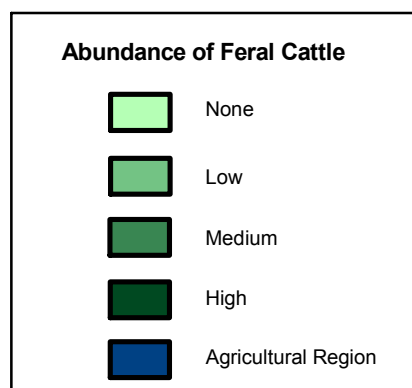 Abundance of Feral Cattle
None
Low
Medium
High
Agricultural Region